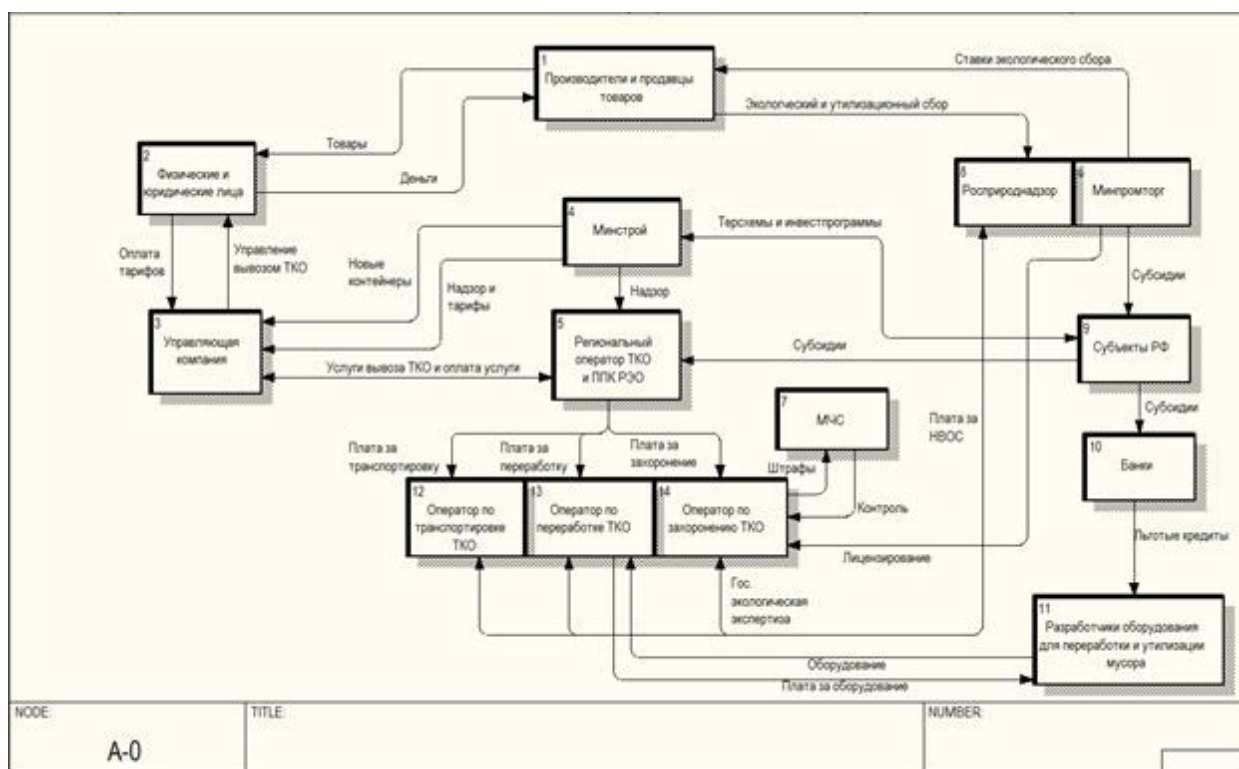 1
Производители и продавцы
товаров
Ставки экологического сбора
Экологческий и утилизационный сбор
Товары
Деньги
2
Физические и
юридические лица
8
Росприроднадзор
6
Минпромторг
4
Минстрой
Терсхемы и инвестпрограммы
Оплата
тарифов
Управление
вывозом ТКО
Новые
контейнеры
Надзор и
тарифы
Надзор
Субсидии
3
Управляющая
компания
5
Региональный
оператор ТКО
и ППК РЭО
9
Субъекты РФ
Субсидии
Услуги вывоза ТКО и оплата услуги
7
МЧС
Плата за
НВОС
Субсидии
10
Банки
Плата за
транспортировку
Плата за
переработку
Плата за
захоронение
Штрафы
Контроль
12
Оператор по
транспортировке
ТКО
13
Оператор по
переработке ТКО
14
Оператор по
захоронению ТКО
Лицензирование
Льготые кредиты
Гос.
экологическая
экспертиза
11
Разработчики оборудования
для переработки и утилизации
мусора
Оборудование
Плата за оборудование
NODE:
TITLE:
NUMBER:
A-0